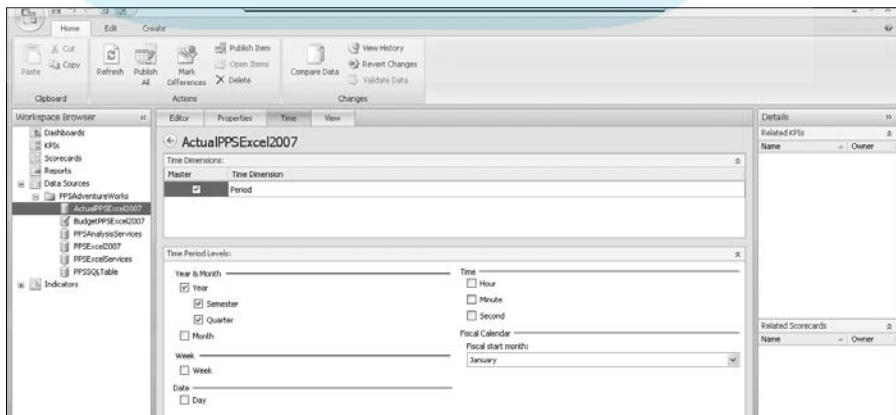 Home Edit Create
Paste
Cut
Copy
Clipboard
Refresh
Publish All
Mark Differences
Publish Item
Open Items
Delete
Actions
Compare Data
View History
Revert Changes
Validate Data
Changes
Workspace Browser
Dashboards
KPIs
Scorecards
Reports
Data Sources
PPSAdventureWorks
ActualPPSExcel2007
BudgetPPSExcel2007
PPSAnalysisServices
PPSExcel2007
PPSExcelServices
PPSSQLTable
Indicators
Editor Properties Time View
ActualPPSExcel2007
Time Dimensions:
Master Time Dimension
Period
Time Period Levels:
Year & Month
Year
Semester
Quarter
Month
Week
Week
Date
Day
Time
Hour
Minute
Second
Fiscal Calendar
Fiscal start month:
January
Details
Related KPIs
Name Owner
Related Scorecards
Name Owner